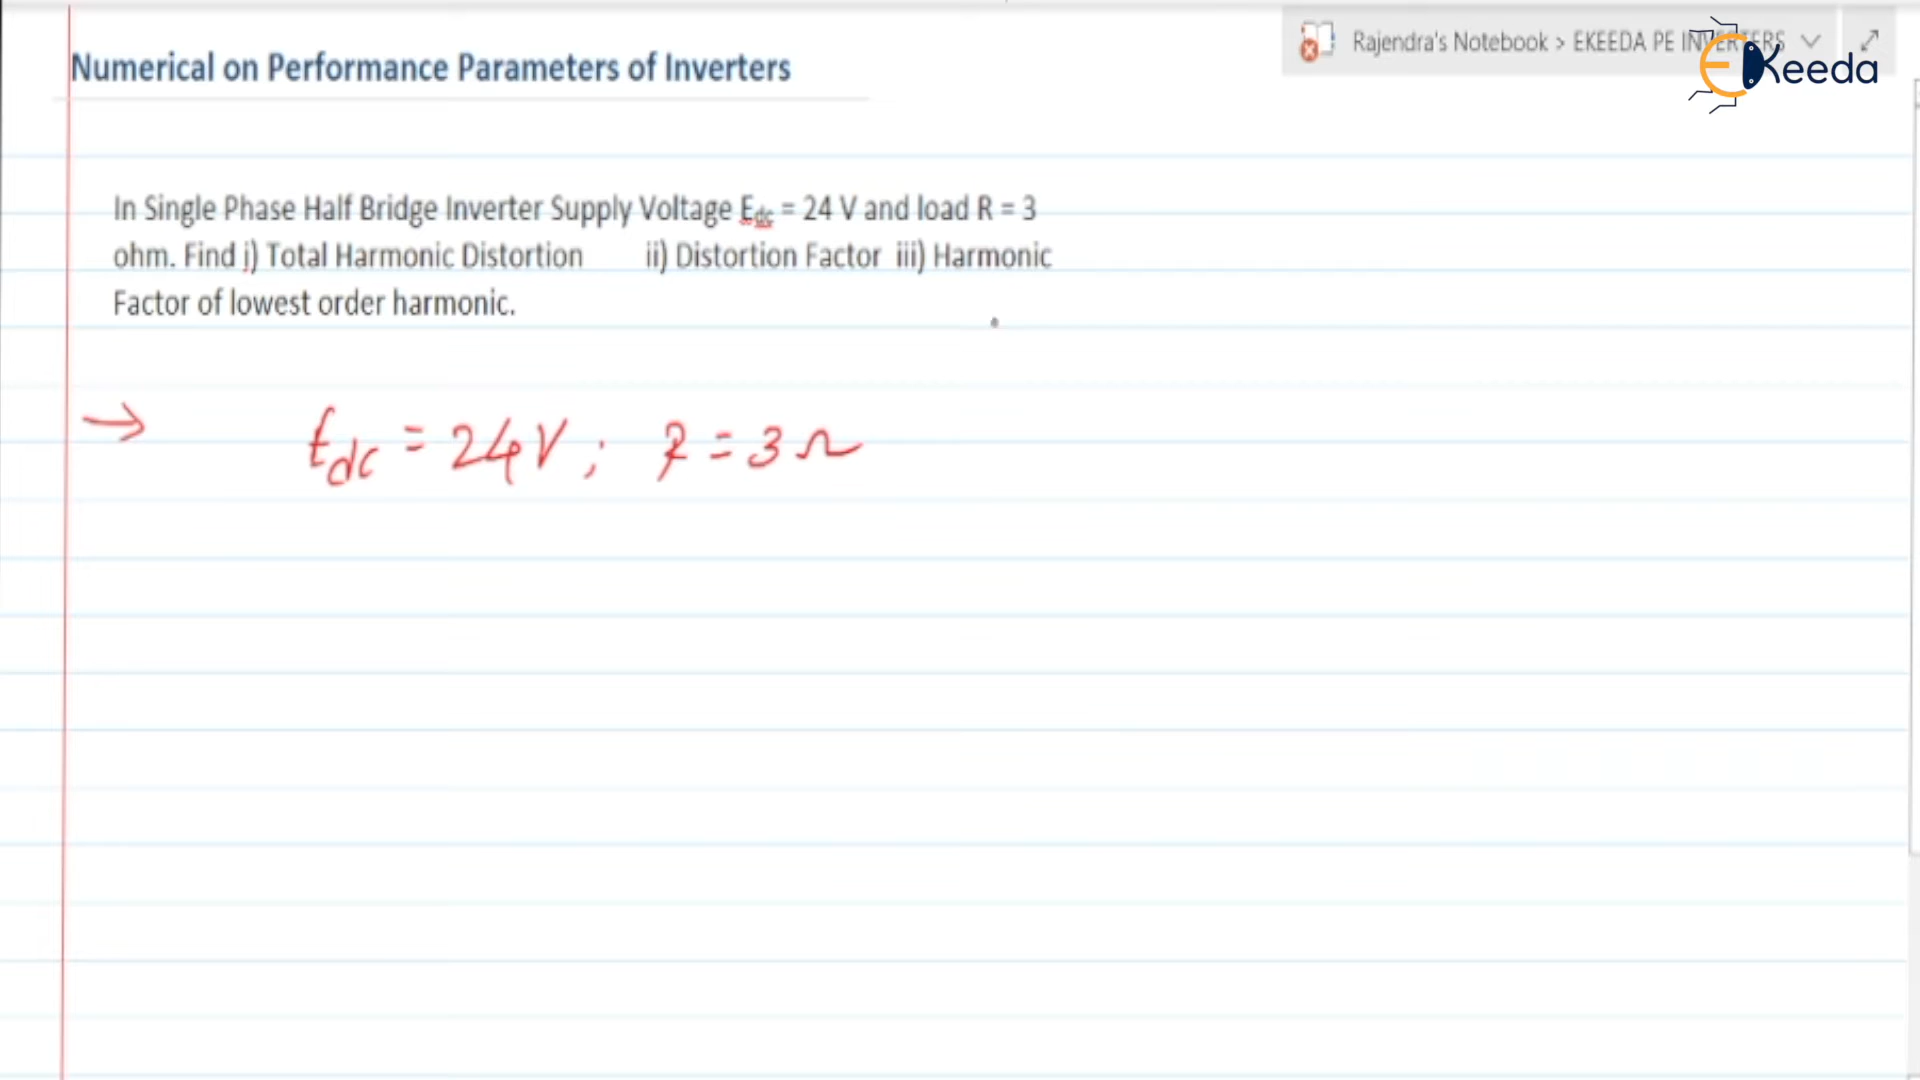 Numerical on Performance Parameters of Inverters
Rajendra's Notebook > EKEEDA PE INVERTERS
EKeeda
In Single Phase Half Bridge Inverter Supply Voltage Edc = 24 V and load R = 3
ohm. Find i) Total Harmonic Distortion ii) Distortion Factor iii) Harmonic
Factor of lowest order harmonic.
→ Edc = 24V ; R = 3 Ω